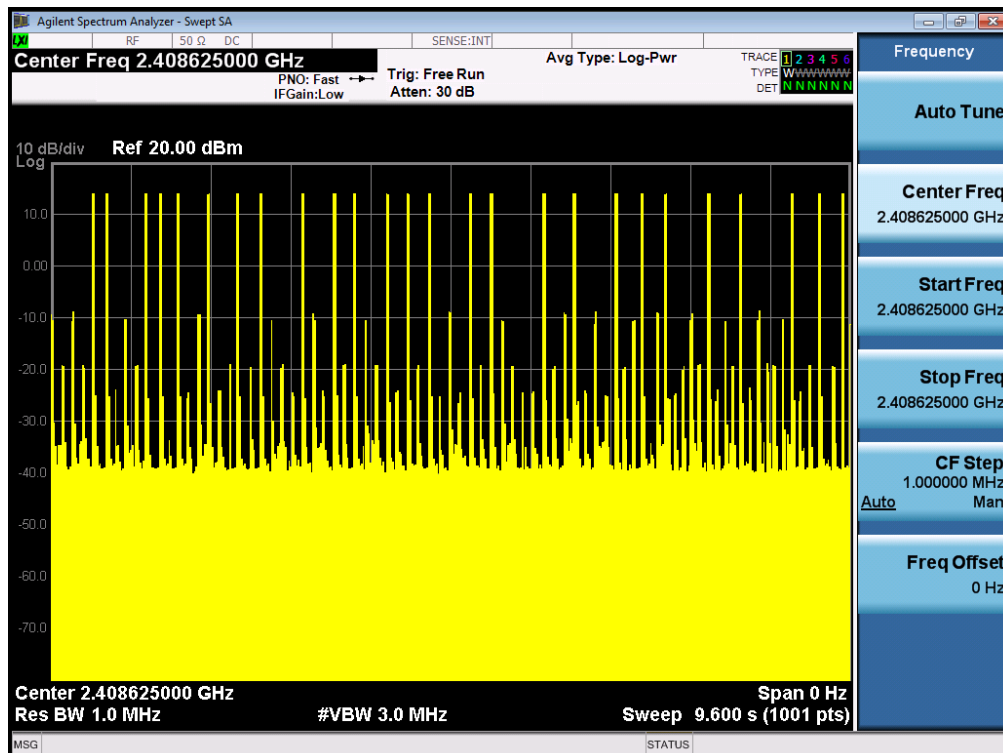 Agilent Spectrum Analyzer - Swept SA
LXI
RF 50 Ω DC SENSE:INT
Center Freq 2.408625000 GHz
PNO: Fast
IFGain:Low
Trig: Free Run
Atten: 30 dB
Avg Type: Log-Pwr
TRACE 1 2 3 4 5 6
TYPE WWWWWW
DET N N N N N N
10 dB/div
Log
Ref 20.00 dBm
10.0
0.00
-10.0
-20.0
-30.0
-40.0
-50.0
-60.0
-70.0
Center 2.408625000 GHz
Span 0 Hz
Res BW 1.0 MHz
#VBW 3.0 MHz
Sweep 9.600 s (1001 pts)
MSG
STATUS
Frequency
Auto Tune
Center Freq
2.408625000 GHz
Start Freq
2.408625000 GHz
Stop Freq
2.408625000 GHz
CF Step
1.000000 MHz
Auto Man
Freq Offset
0 Hz